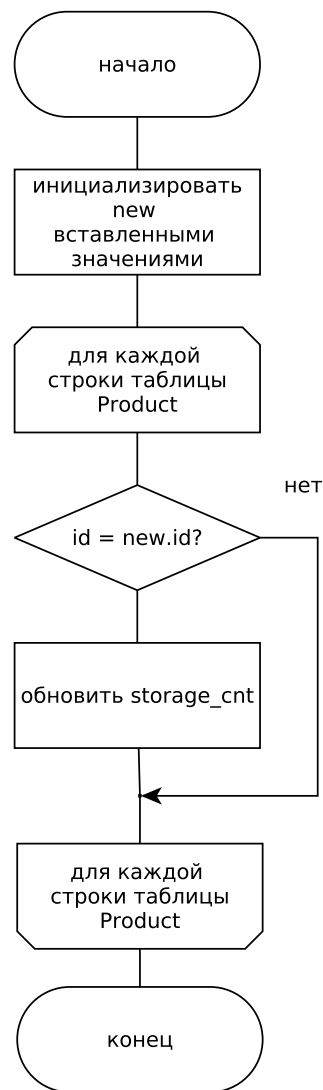 начало
инициализировать
new
вставленными
значениями
для каждой
строки таблицы
Product
нет
id = new.id?
обновить storage_cnt
для каждой
строки таблицы
Product
конец